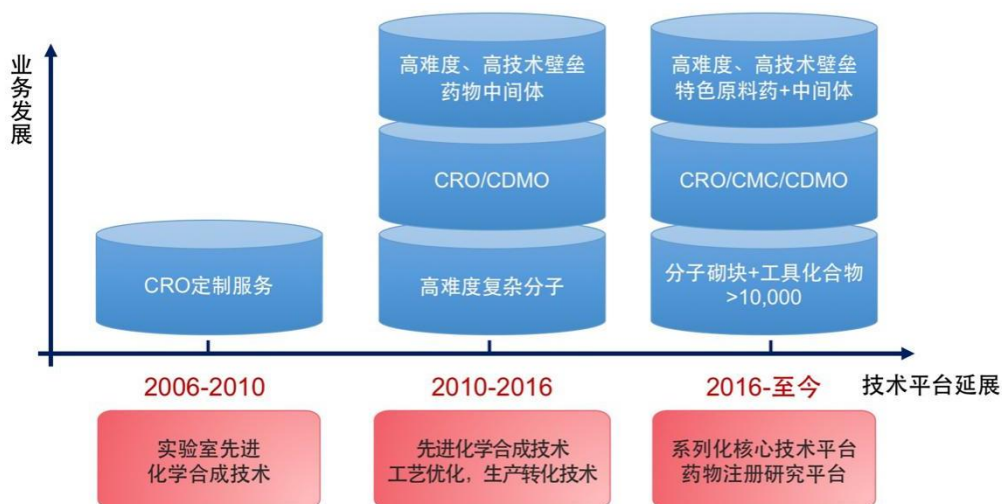 业务发展
高难度、高技术壁垒
药物中间体
高难度、高技术壁垒
特色原料药+中间体
CRO/CDMO
CRO/CMC/CDMO
CRO定制服务
高难度复杂分子
分子砌块+工具化合物
>10,000
2006-2010
2010-2016
2016-至今
技术平台延展
实验室先进
化学合成技术
先进化学合成技术
工艺优化，生产转化技术
系列化核心技术平台
药物注册研究平台